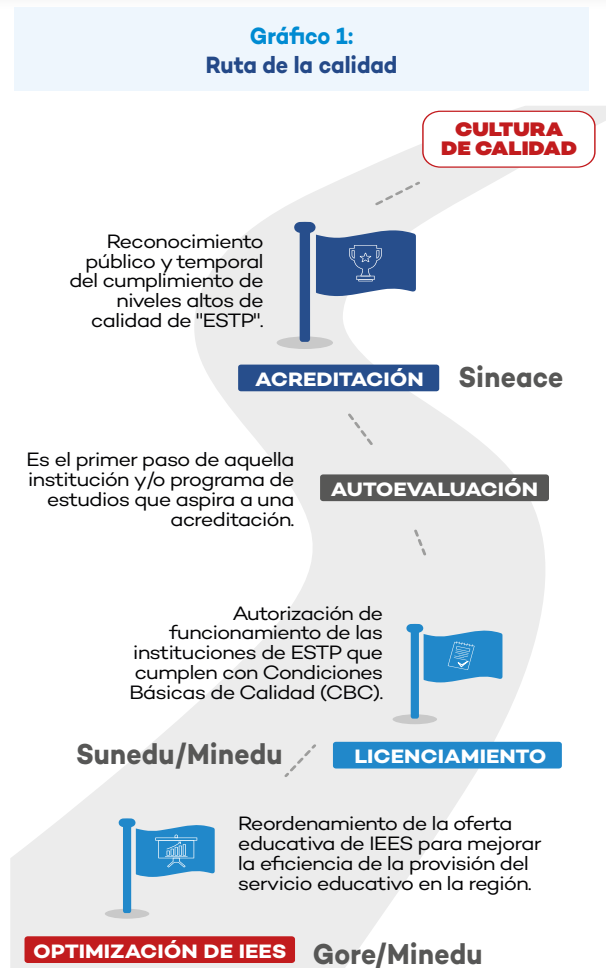 Gráfico 1:
Ruta de la calidad
CULTURA
DE CALIDAD
Reconocimiento
público y temporal
del cumplimiento de
niveles altos de
calidad de "ESTP".
ACREDITACIÓN
Sineace
Es el primer paso de aquella
institución y/o programa de
estudios que aspira a una
acreditación.
AUTOEVALUACIÓN
Autorización de
funcionamiento de las
instituciones de ESTP que
cumplen con Condiciones
Básicas de Calidad (CBC).
Sunedu/Minedu
LICENCIAMIENTO
Reordenamiento de la oferta
educativa de IEES para mejorar
la eficiencia de la provisión del
servicio educativo en la región.
OPTIMIZACIÓN DE IEES
Gore/Minedu